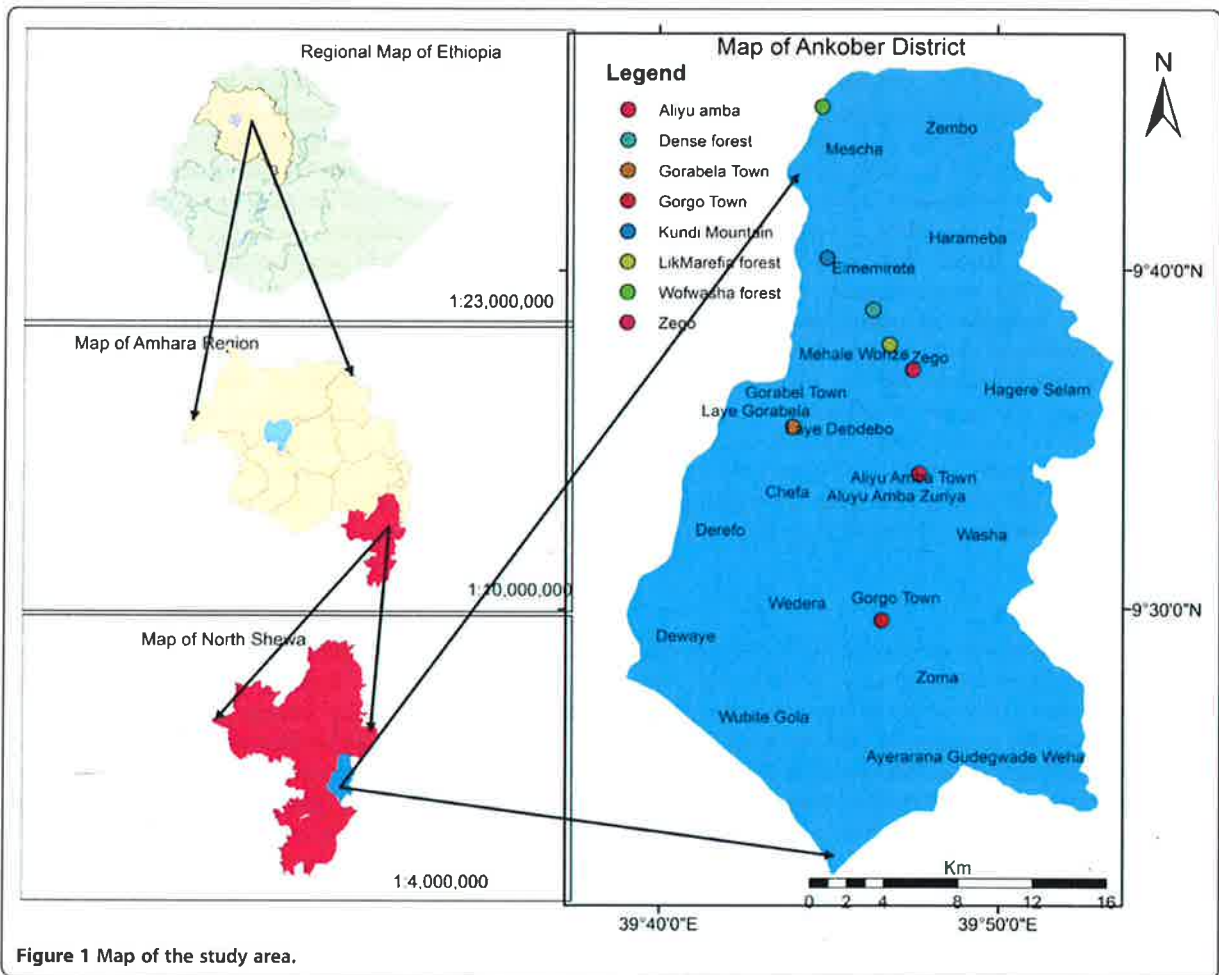 Regional Map of Ethiopia
1:23,000,000
Map of Amhara Region
1:10,000,000
Map of North Shewa
1:4,000,000
Map of Ankober District
N
Legend
Aliyu amba
Dense forest
Gorabela Town
Gorgo Town
Kundi Mountain
LikMarefia forest
Wofwasha forest
Zego
Zembo
Mescha
Harameba
Eimemirete
Mehale Wonze
Zego
Hagere Selam
Gorabel Town
Laye Gorabela
Debdebo
Aliyu Amba Town
Chefa
Aluyu Amba Zuriya
Derefo
Washa
Wedera
Gorgo Town
Dewaye
Zoma
Wubite Gola
Ayerarana Gudegwade Weha
Km
0 2 4 8 12 16
9°40'0"N
9°30'0"N
39°40'0"E
39°50'0"E
Figure 1 Map of the study area.